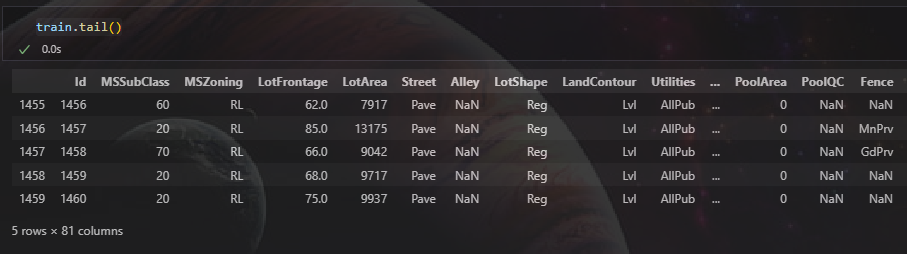 train.tail()
0.0s
Id MSSubClass MSZoning LotFrontage LotArea Street Alley LotShape LandContour Utilities ... PoolArea PoolQC Fence
1455 1456 60 RL 62.0 7917 Pave NaN Reg Lvl AllPub ... 0 NaN NaN
1456 1457 20 RL 85.0 13175 Pave NaN Reg Lvl AllPub ... 0 NaN MnPrv
1457 1458 70 RL 66.0 9042 Pave NaN Reg Lvl AllPub ... 0 NaN GdPrv
1458 1459 20 RL 68.0 9717 Pave NaN Reg Lvl AllPub ... 0 NaN NaN
1459 1460 20 RL 75.0 9937 Pave NaN Reg Lvl AllPub ... 0 NaN NaN
5 rows × 81 columns